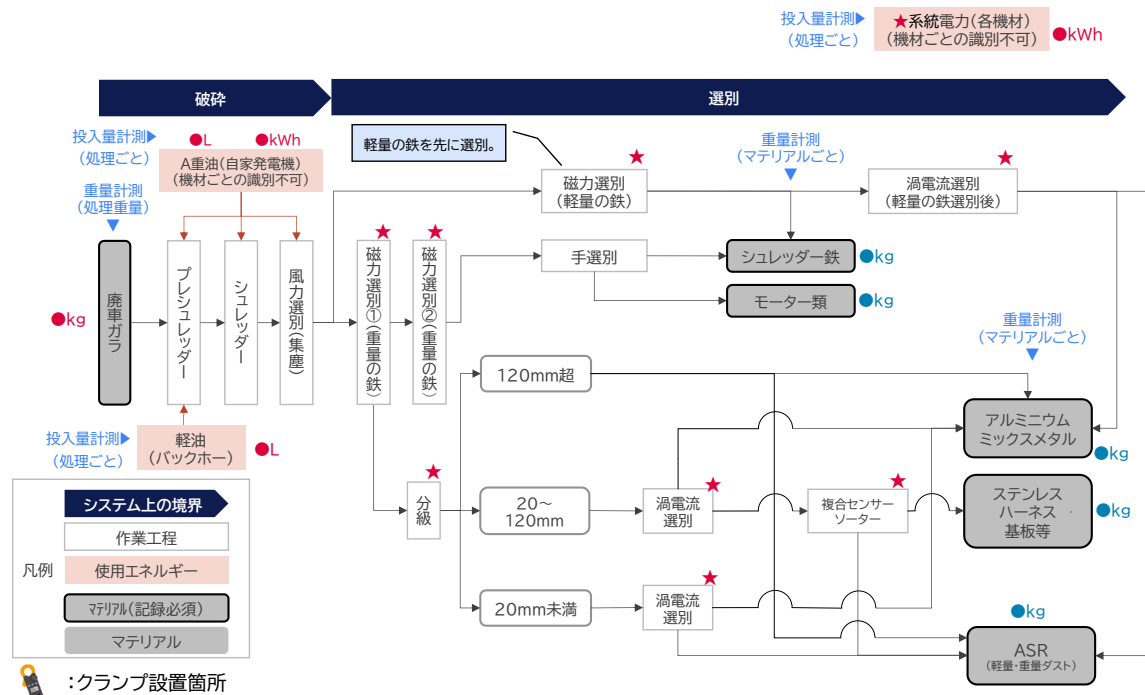 投入量計測▶
(処理ごと)
★系統電力(各機材)
(機材ごとの識別不可)
●kWh
破砕
選別
投入量計測▶
(処理ごと)
●L
●kWh
A重油(自家発電機)
(機材ごとの識別不可)
軽量の鉄を先に選別。
重量計測
(処理重量)
▼
磁力選別
(軽量の鉄)
★
重量計測
(マテリアルごと)
▼
渦電流選別
(軽量の鉄選別後)
★
●kg
廃車ガラ
プレシュレッダー
シュレッダー
風力選別(集塵)
★
磁力選別①(重量の鉄)
★
磁力選別②(重量の鉄)
手選別
シュレッダー鉄
●kg
モーター類
●kg
重量計測
(マテリアルごと)
▼
120mm超
アルミニウム
ミックスメタル
●kg
投入量計測▶
(処理ごと)
軽油
(バックホー)
●L
★
分級
20～
120mm
★
渦電流
選別
★
複合センサー
ソーター
ステンレス
ハーネス
基板等
●kg
20mm未満
★
渦電流
選別
●kg
ASR
(軽量・重量ダスト)
凡例
システム上の境界
作業工程
使用エネルギー
マテリアル(記録必須)
マテリアル
:クランプ設置箇所